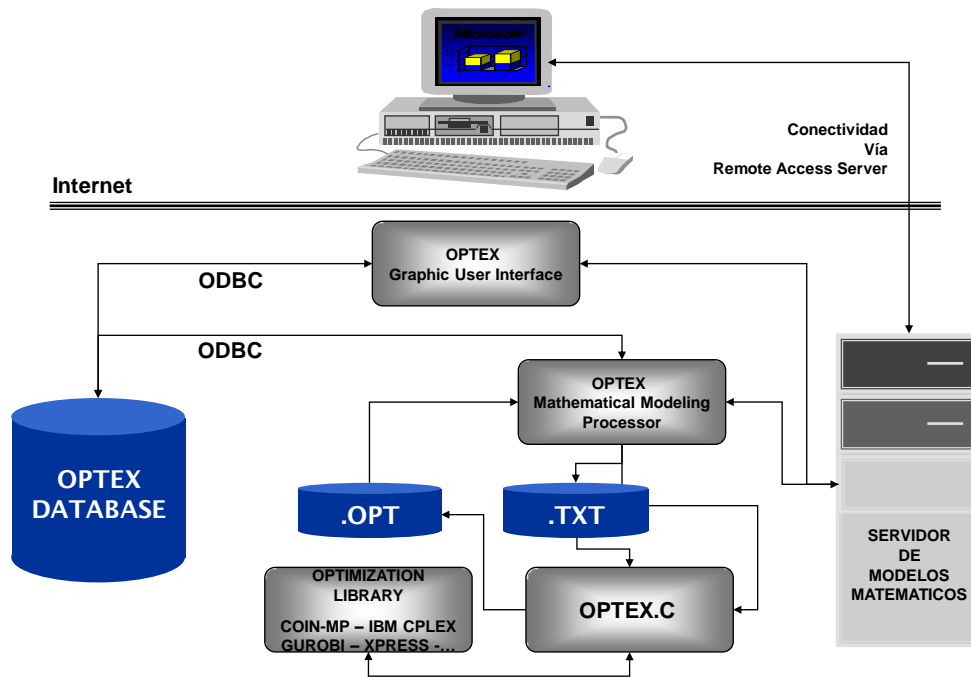 Microsoft
Conectividad
Vía
Remote Access Server
Internet
OPTEX
Graphic User Interface
ODBC
ODBC
OPTEX
Mathematical Modeling
Processor
OPTEX
DATABASE
.OPT
.TXT
SERVIDOR
DE
MODELOS
MATEMATICOS
OPTIMIZATION
LIBRARY
COIN-MP – IBM CPLEX
GUROBI – XPRESS -...
OPTEX.C